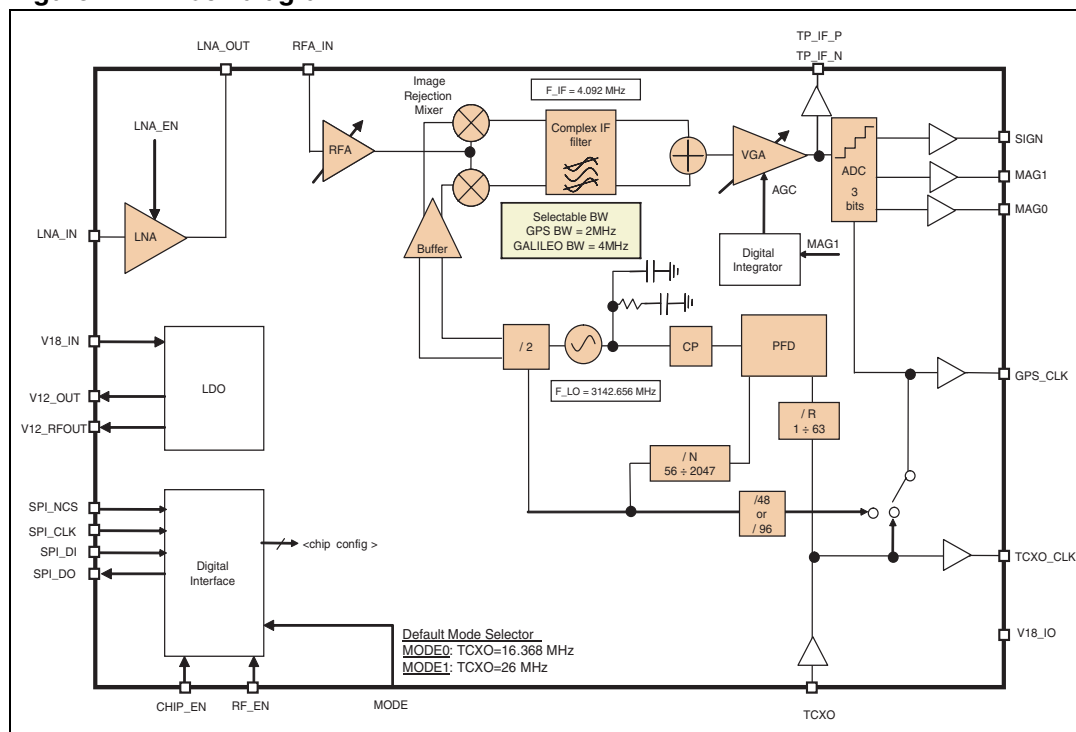 LNA_OUT
RFA_IN
TP_IF_P
TP_IF_N
Image
Rejection
Mixer
F_IF = 4.092 MHz
LNA_EN
RFA
Complex IF
filter
VGA
AGC
ADC
3
bits
SIGN
MAG1
MAG0
LNA_IN
LNA
Buffer
Selectable BW
GPS BW = 2MHz
GALILEO BW = 4MHz
Digital
Integrator
MAG1
V18_IN
V12_OUT
V12_RFOUT
LDO
/ 2
CP
PFD
F_LO = 3142.656 MHz
GPS_CLK
/ R
1 ÷ 63
/ N
56 ÷ 2047
/48
or
/ 96
SPI_NCS
SPI_CLK
SPI_DI
SPI_DO
Digital
Interface
<chip config >
TCXO_CLK
V18_IO
Default Mode Selector
MODE0: TCXO=16.368 MHz
MODE1: TCXO=26 MHz
CHIP_EN
RF_EN
MODE
TCXO